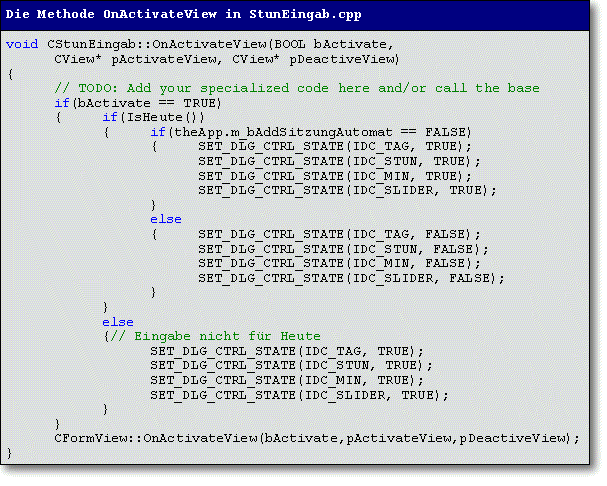 Die Methode OnActivateView in StunEingab.cpp
void CStunEingab::OnActivateView(BOOL bActivate,
CView* pActivateView, CView* pDeactiveView)
{
// TODO: Add your specialized code here and/or call the base
if(bActivate == TRUE)
{ if(IsHeute())
{ if(theApp.m_bAddSitzungAutomat == FALSE)
{ SET_DLG_CTRL_STATE(IDC_TAG, TRUE);
SET_DLG_CTRL_STATE(IDC_STUN, TRUE);
SET_DLG_CTRL_STATE(IDC_MIN, TRUE);
SET_DLG_CTRL_STATE(IDC_SLIDER, TRUE);
}
else
{ SET_DLG_CTRL_STATE(IDC_TAG, FALSE);
SET_DLG_CTRL_STATE(IDC_STUN, FALSE);
SET_DLG_CTRL_STATE(IDC_MIN, FALSE);
SET_DLG_CTRL_STATE(IDC_SLIDER, FALSE);
}
}
else
{// Eingabe nicht für Heute
SET_DLG_CTRL_STATE(IDC_TAG, TRUE);
SET_DLG_CTRL_STATE(IDC_STUN, TRUE);
SET_DLG_CTRL_STATE(IDC_MIN, TRUE);
SET_DLG_CTRL_STATE(IDC_SLIDER, TRUE);
}
}
CFormView::OnActivateView(bActivate,pActivateView,pDeactiveView);
}